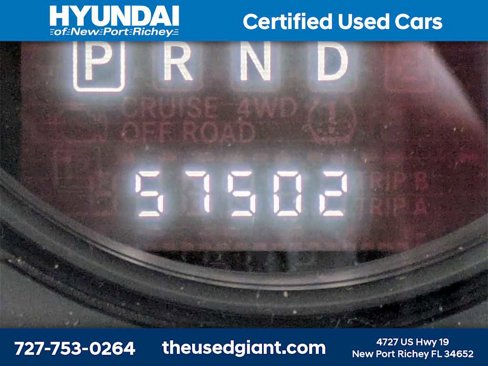 HYUNDAI
of New Port Richey
Certified Used Cars
P R N D
CRUISE 4WD
OFF ROAD
57502
TRIP B
TRIP A
727-753-0264
theusedgiant.com
4727 US Hwy 19
New Port Richey FL 34652